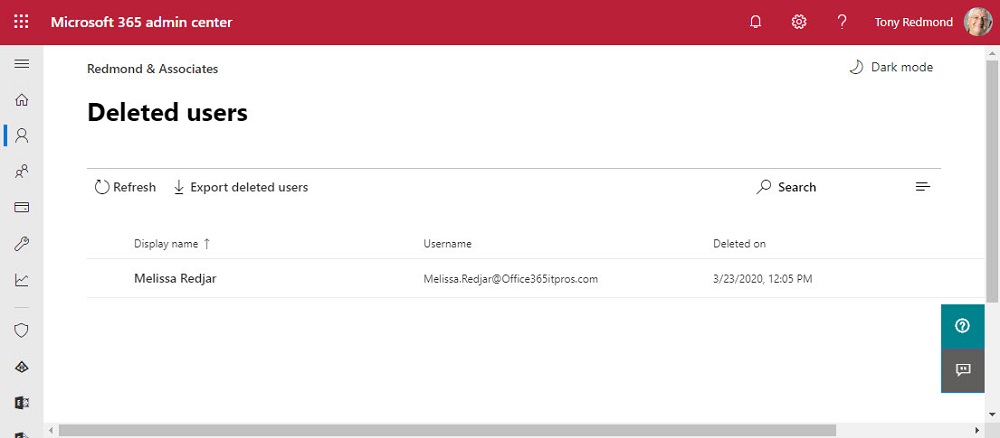 Microsoft 365 admin center
Tony Redmond
Redmond & Associates
Dark mode
Deleted users
Refresh
Export deleted users
Search
Display name ↑
Username
Deleted on
Melissa Redjar
Melissa.Redjar@Office365itpros.com
3/23/2020, 12:05 PM